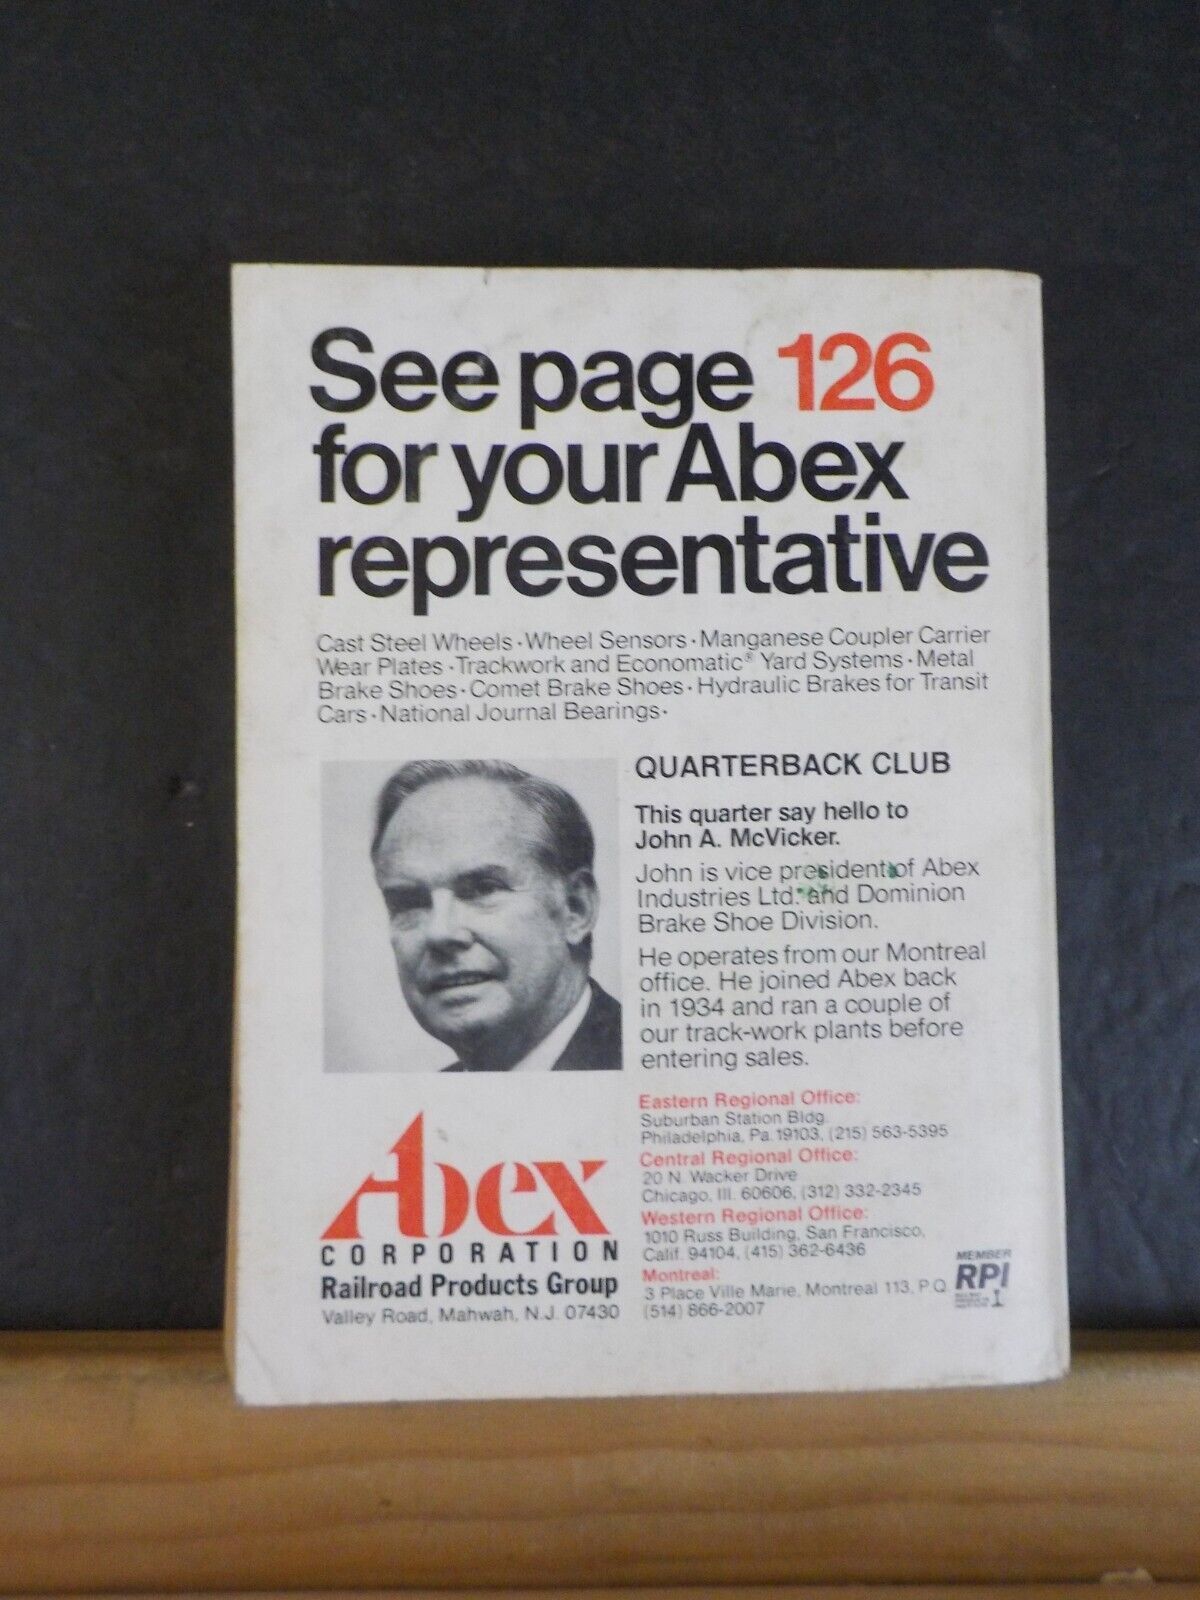 See page 126
for your Abex
representative
Cast Steel Wheels · Wheel Sensors · Manganese Coupler Carrier
Wear Plates · Trackwork and Economatic® Yard Systems · Metal
Brake Shoes · Comet Brake Shoes · Hydraulic Brakes for Transit
Cars · National Journal Bearings ·
QUARTERBACK CLUB
This quarter say hello to
John A. McVicker.
John is vice president of Abex
Industries Ltd. and Dominion
Brake Shoe Division.
He operates from our Montreal
office. He joined Abex back
in 1934 and ran a couple of
our track-work plants before
entering sales.
Abex
CORPORATION
Railroad Products Group
Valley Road, Mahwah, N.J. 07430
Eastern Regional Office:
Suburban Station Bldg.
Philadelphia, Pa. 19103, (215) 563-5395
Central Regional Office:
20 N. Wacker Drive
Chicago, Ill. 60606, (312) 332-2345
Western Regional Office:
1010 Russ Building, San Francisco,
Calif. 94104, (415) 362-6436
Montreal:
3 Place Ville Marie, Montreal 113, P.Q.
(514) 866-2007
MEMBER
RPI